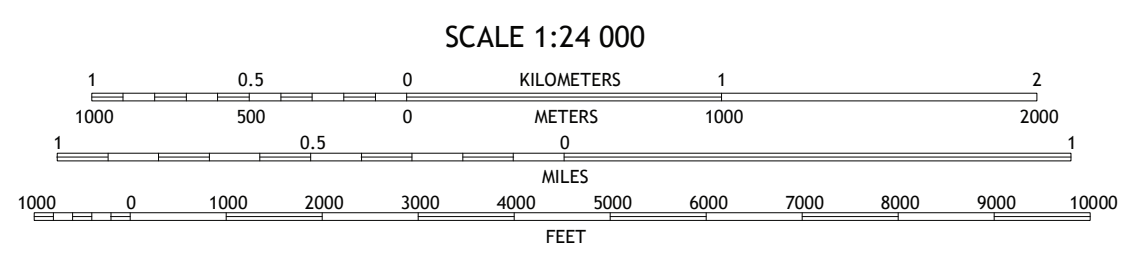 SCALE 1:24 000
1 0.5 0 KILOMETERS 1 2
1000 500 0 METERS 1000 2000
1 0.5 0 1
MILES
1000 0 1000 2000 3000 4000 5000 6000 7000 8000 9000 10000
FEET